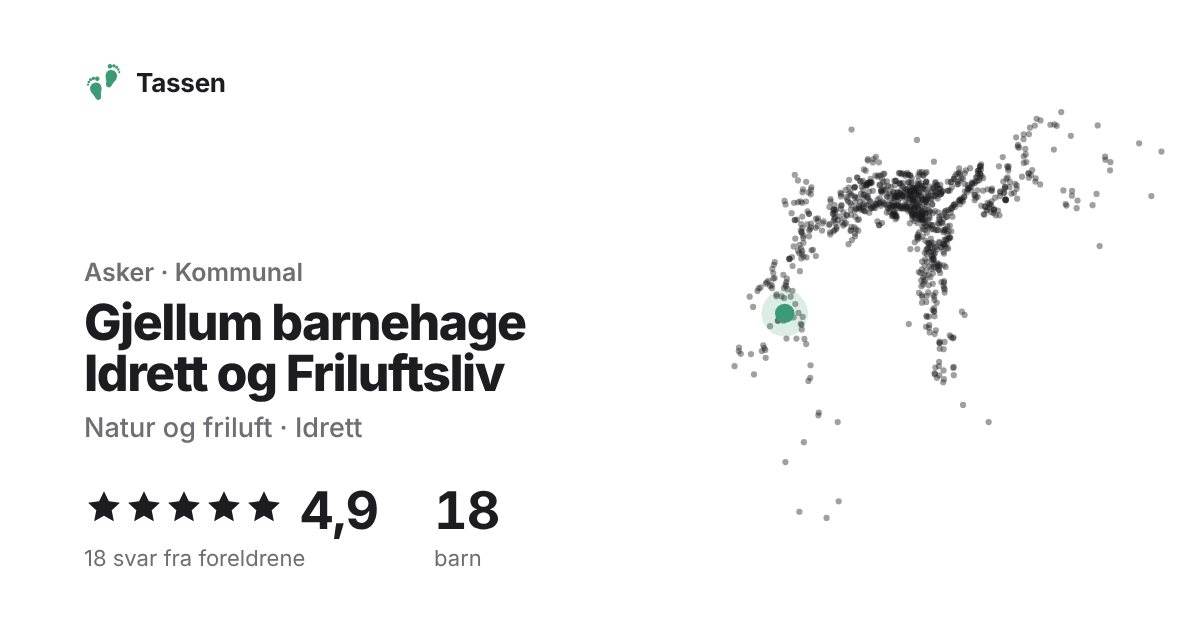 Tassen
Asker · Kommunal
Gjellum barnehage
Idrett og Friluftsliv
Natur og friluft · Idrett
4,9
18
18 svar fra foreldrene
barn